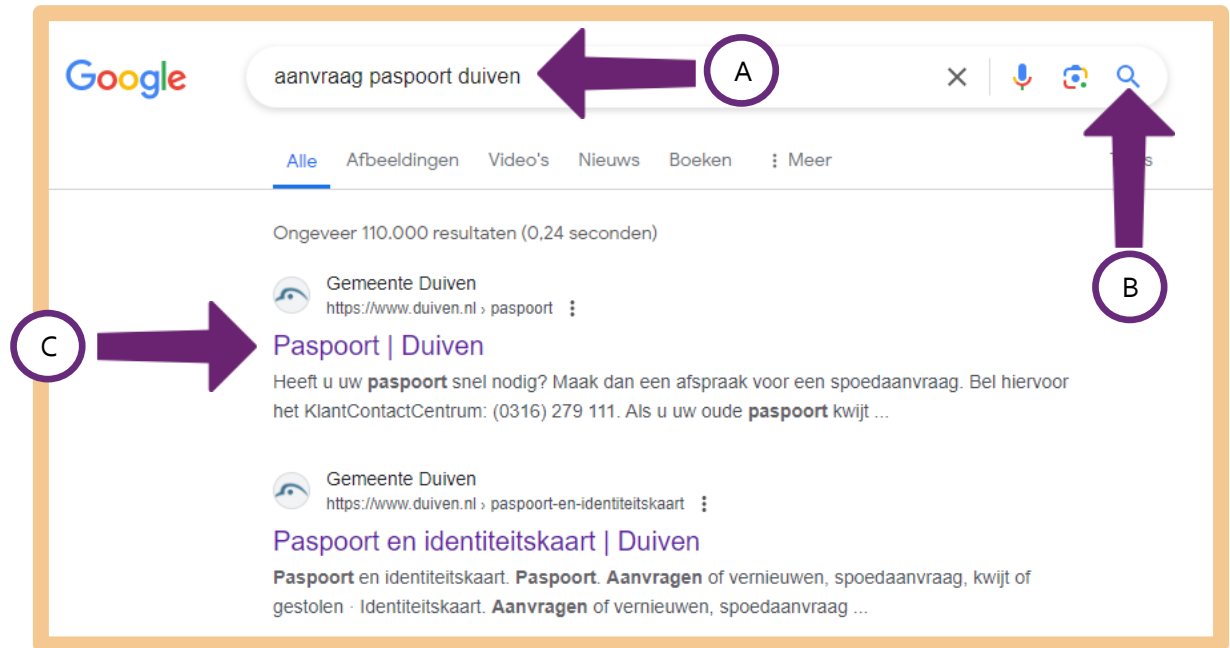 Google
aanvraag paspoort duiven
A
Alle Afbeeldingen Video's Nieuws Boeken Meer
B
Ongeveer 110.000 resultaten (0,24 seconden)
Gemeente Duiven
https://www.duiven.nl › paspoort
C
Paspoort | Duiven
Heeft u uw paspoort snel nodig? Maak dan een afspraak voor een spoedaanvraag. Bel hiervoor
het KlantContactCentrum: (0316) 279 111. Als u uw oude paspoort kwijt ...
Gemeente Duiven
https://www.duiven.nl › paspoort-en-identiteitskaart
Paspoort en identiteitskaart | Duiven
Paspoort en identiteitskaart. Paspoort. Aanvragen of vernieuwen, spoedaanvraag, kwijt of
gestolen · Identiteitskaart. Aanvragen of vernieuwen, spoedaanvraag ...